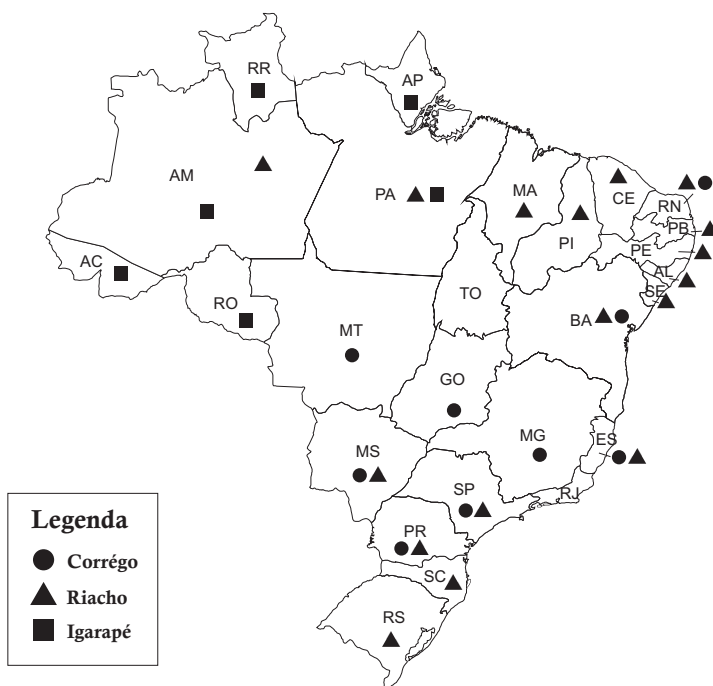 RR
AP
AM
PA
MA
CE
RN
PB
PE
PI
AL
SE
AC
RO
TO
BA
MT
GO
MG
ES
MS
SP
RJ
PR
SC
RS
Legenda
Corrégo
Riacho
Igarapé